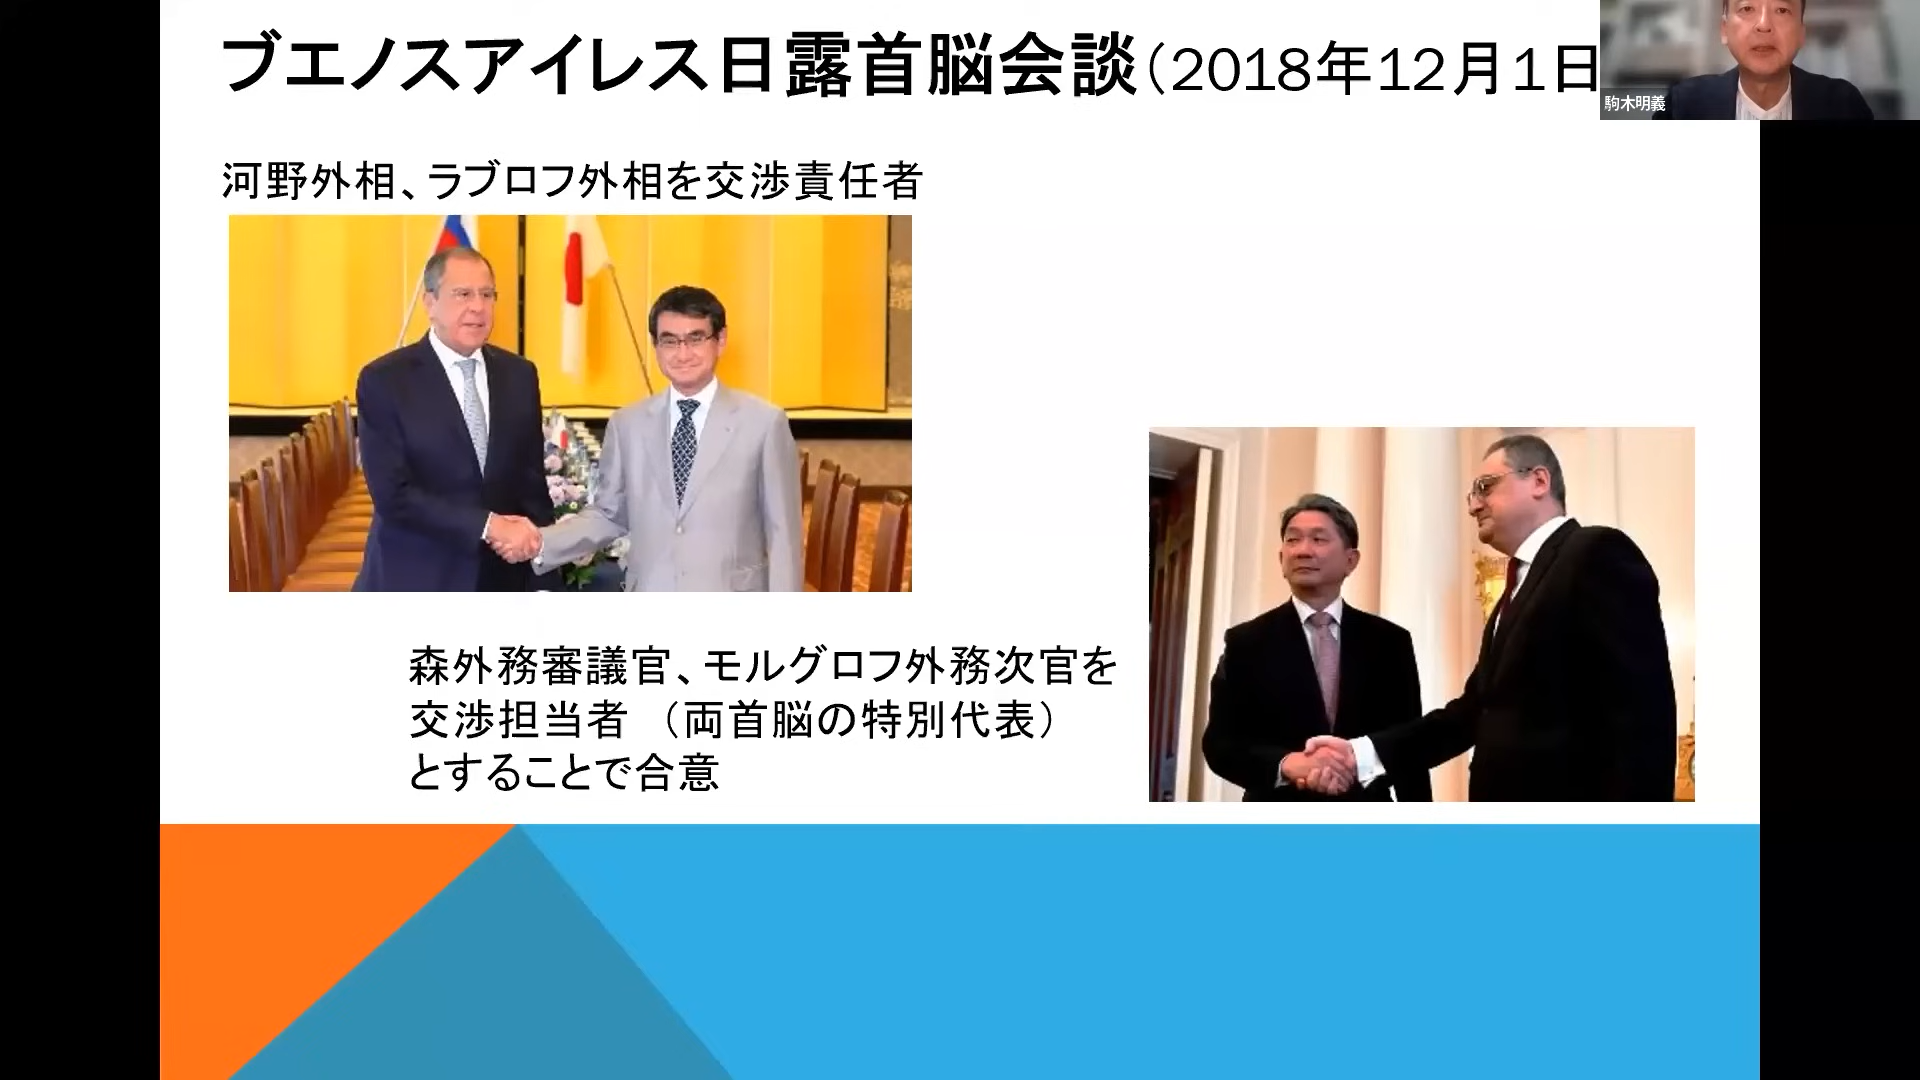 ブエノスアイレス日露首脳会談（2018年12月1日
駒木明義
河野外相、ラブロフ外相を交渉責任者
森外務審議官、モルグロフ外務次官を
交渉担当者　（両首脳の特別代表）
とすることで合意